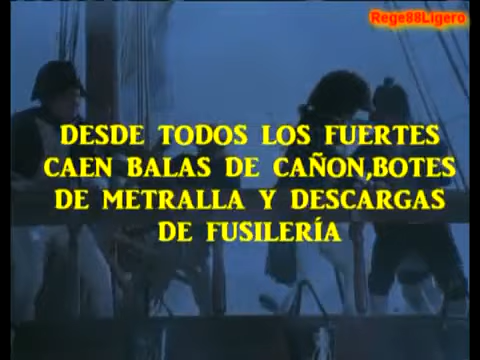 Rege88Ligero
DESDE TODOS LOS FUERTES
CAEN BALAS DE CAÑON,BOTES
DE METRALLA Y DESCARGAS
DE FUSILERÍA